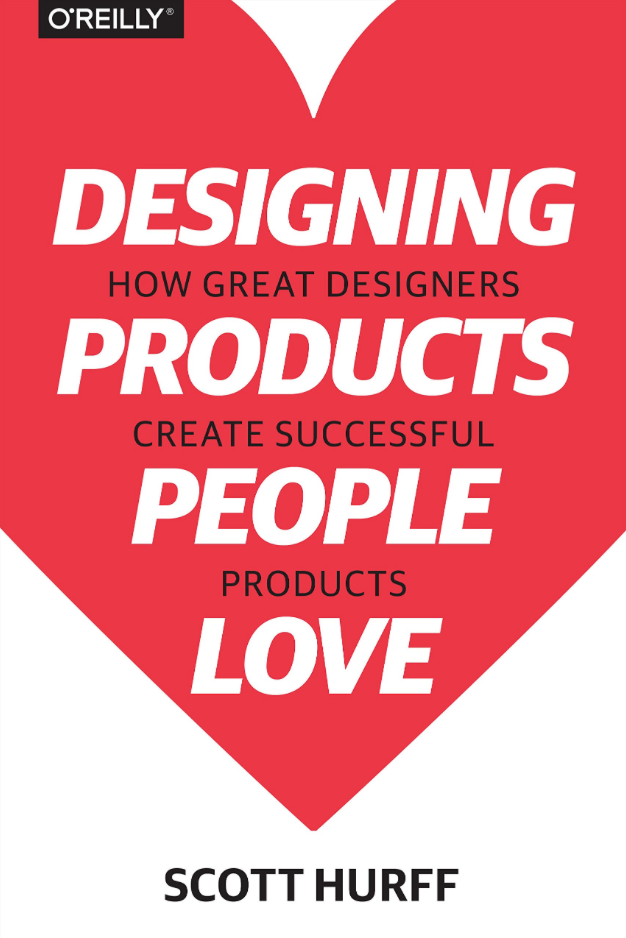 O'REILLY®
DESIGNING
HOW GREAT DESIGNERS
PRODUCTS
CREATE SUCCESSFUL
PEOPLE
PRODUCTS
LOVE
SCOTT HURFF